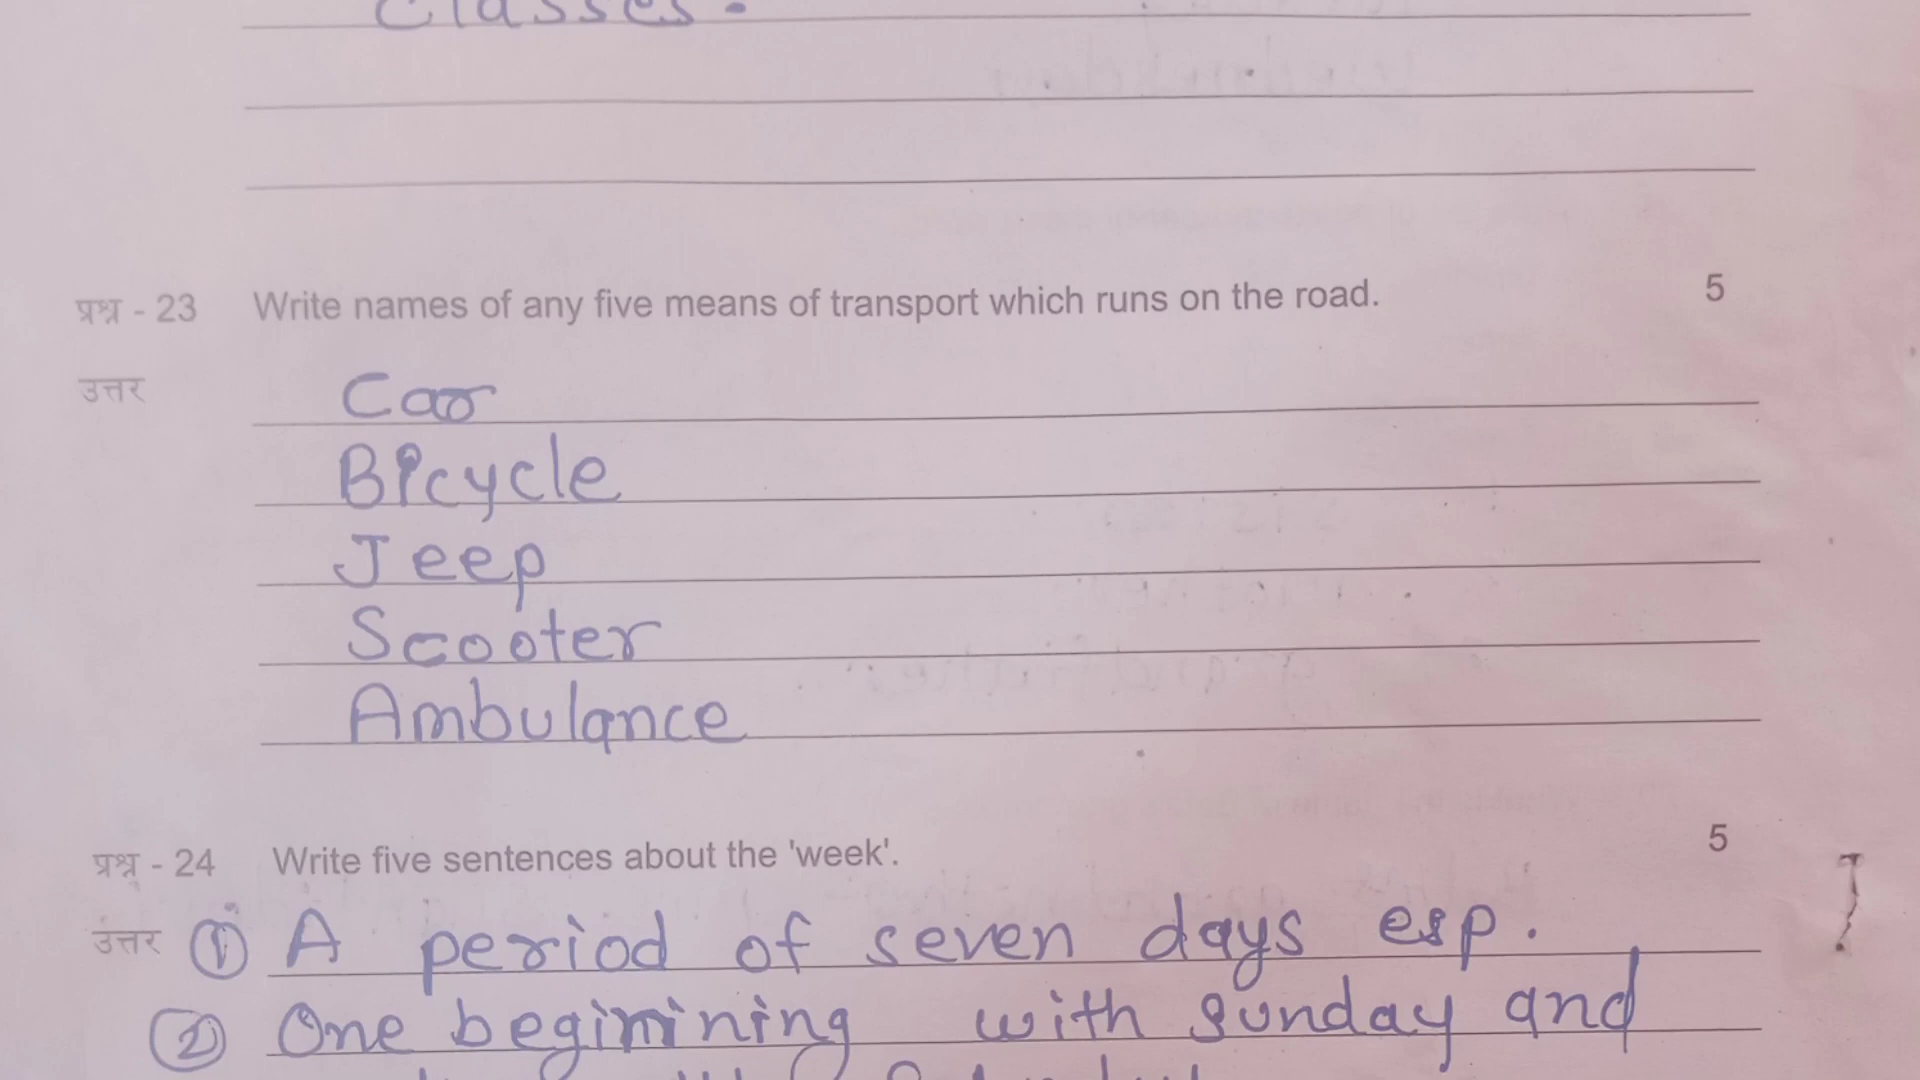 Classes.
प्रश्न - 23 Write names of any five means of transport which runs on the road. 5
उत्तर Car
Bicycle
Jeep
Scooter
Ambulance
प्रश्न - 24 Write five sentences about the 'week'. 5
उत्तर ① A period of seven days esp.
② One begimining with sunday and